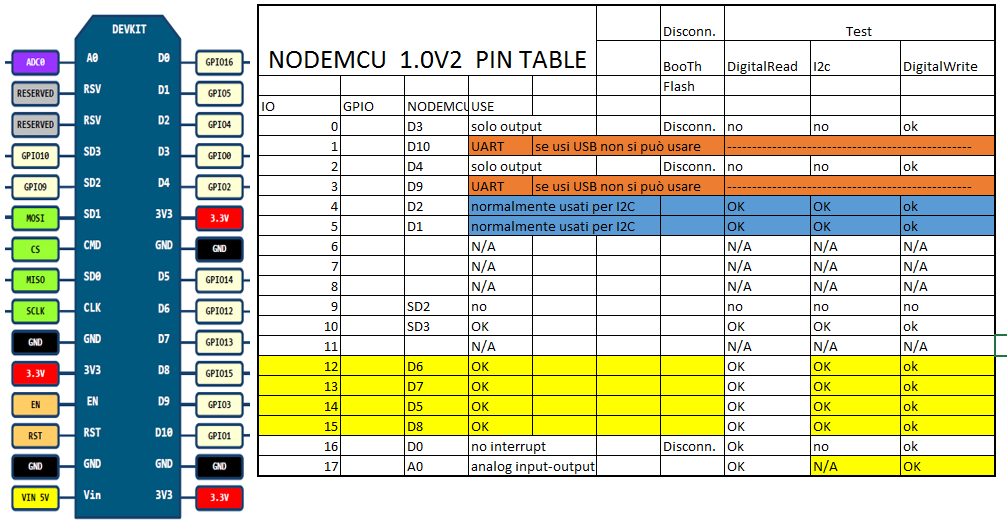 DEVKIT
ADC0 A0 D0 GPIO16
RESERVED RSV D1 GPIO5
RESERVED RSV D2 GPIO4
GPIO10 SD3 D3 GPIO0
GPIO9 SD2 D4 GPIO2
MOSI SD1 3V3 3.3V
CS CMD GND GND
MISO SD0 D5 GPIO14
SCLK CLK D6 GPIO12
GND GND D7 GPIO13
3.3V 3V3 D8 GPIO15
EN EN D9 GPIO3
RST RST D10 GPIO1
GND GND GND GND
VIN 5V Vin 3V3 3.3V
Disconn. Test
NODEMCU 1.0V2 PIN TABLE BooTh DigitalRead I2c DigitalWrite
Flash
IO GPIO NODEMCU USE
0 D3 solo output Disconn. no no ok
1 D10 UART se usi USB non si può usare -------------------------------------------------
2 D4 solo output Disconn. no no ok
3 D9 UART se usi USB non si può usare -------------------------------------------------
4 D2 normalmente usati per I2C OK OK ok
5 D1 normalmente usati per I2C OK OK ok
6 N/A N/A N/A N/A
7 N/A N/A N/A N/A
8 N/A N/A N/A N/A
9 SD2 no no no no
10 SD3 OK OK OK ok
11 N/A N/A N/A N/A
12 D6 OK OK OK ok
13 D7 OK OK OK ok
14 D5 OK OK OK ok
15 D8 OK OK OK ok
16 D0 no interrupt Disconn. Ok no ok
17 A0 analog input-output OK N/A OK